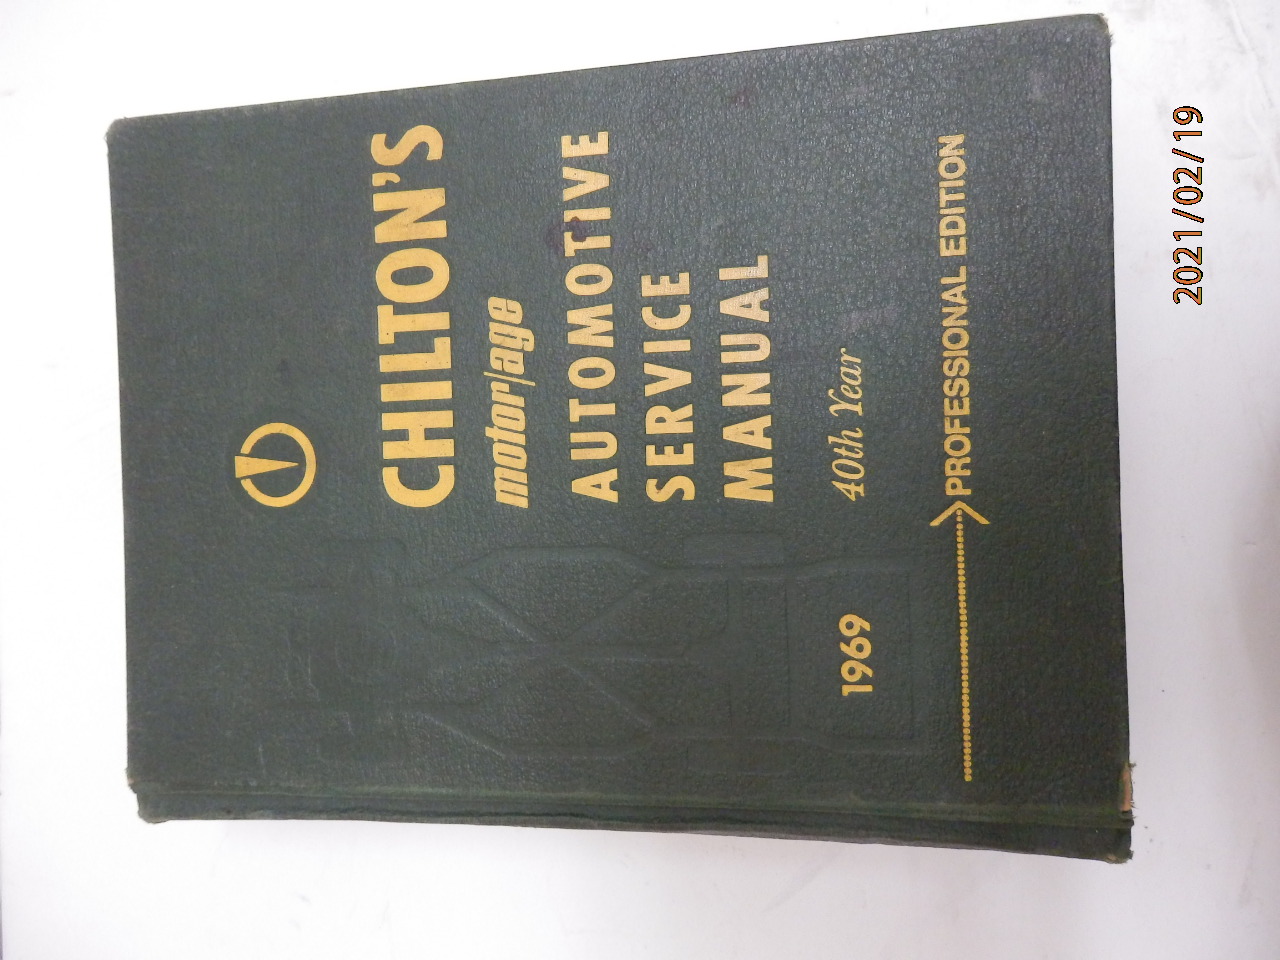 CHILTON'S
motor/age
AUTOMOTIVE
SERVICE
MANUAL
1969
40th Year
PROFESSIONAL EDITION
2021/02/19